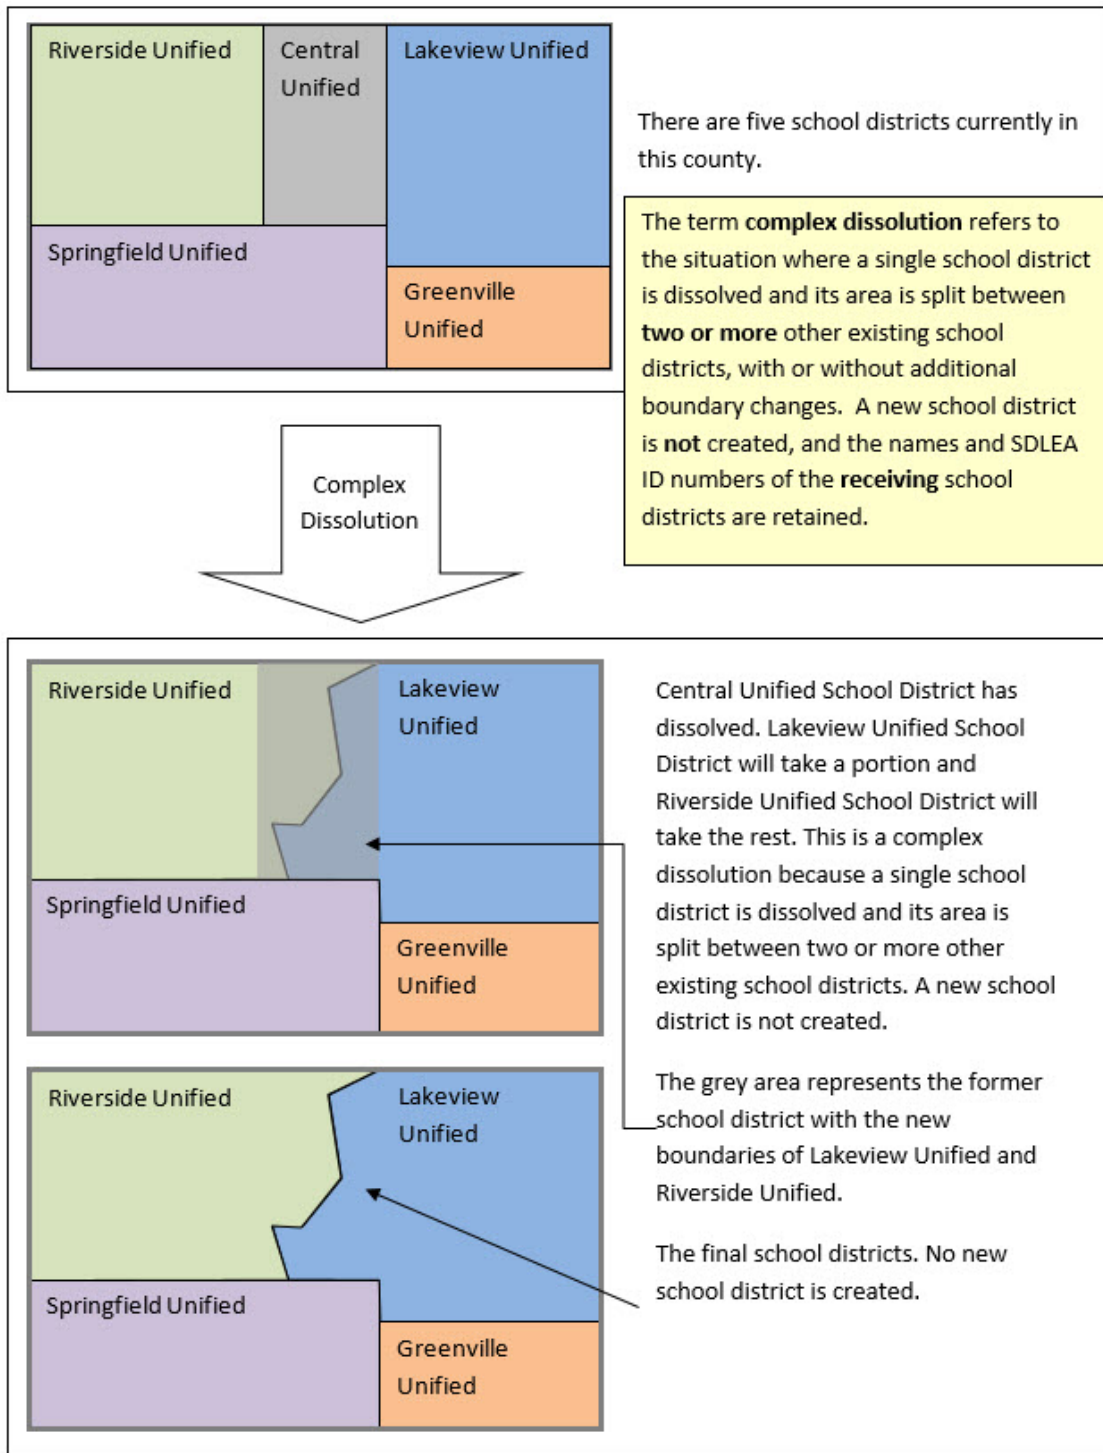 Riverside Unified
Central
Unified
Lakeview Unified
Springfield Unified
Greenville
Unified
There are five school districts currently in
this county.
The term complex dissolution refers to
the situation where a single school district
is dissolved and its area is split between
two or more other existing school
districts, with or without additional
boundary changes.  A new school district
is not created, and the names and SDLEA
ID numbers of the receiving school
districts are retained.
Complex
Dissolution
Riverside Unified
Lakeview
Unified
Springfield Unified
Greenville
Unified
Central Unified School District has
dissolved. Lakeview Unified School
District will take a portion and
Riverside Unified School District will
take the rest. This is a complex
dissolution because a single school
district is dissolved and its area is
split between two or more other
existing school districts. A new school
district is not created.
The grey area represents the former
school district with the new
boundaries of Lakeview Unified and
Riverside Unified.
Riverside Unified
Lakeview
Unified
Springfield Unified
Greenville
Unified
The final school districts. No new
school district is created.